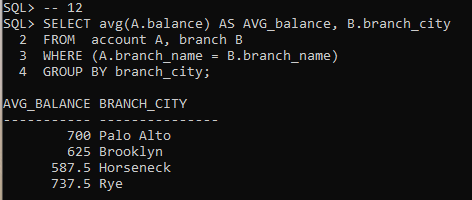 SQL> -- 12
SQL> SELECT avg(A.balance) AS AVG_balance, B.branch_city
  2  FROM  account A, branch B
  3  WHERE (A.branch_name = B.branch_name)
  4  GROUP BY branch_city;

AVG_BALANCE BRANCH_CITY
----------- ---------------
        700 Palo Alto
        625 Brooklyn
      587.5 Horseneck
      737.5 Rye